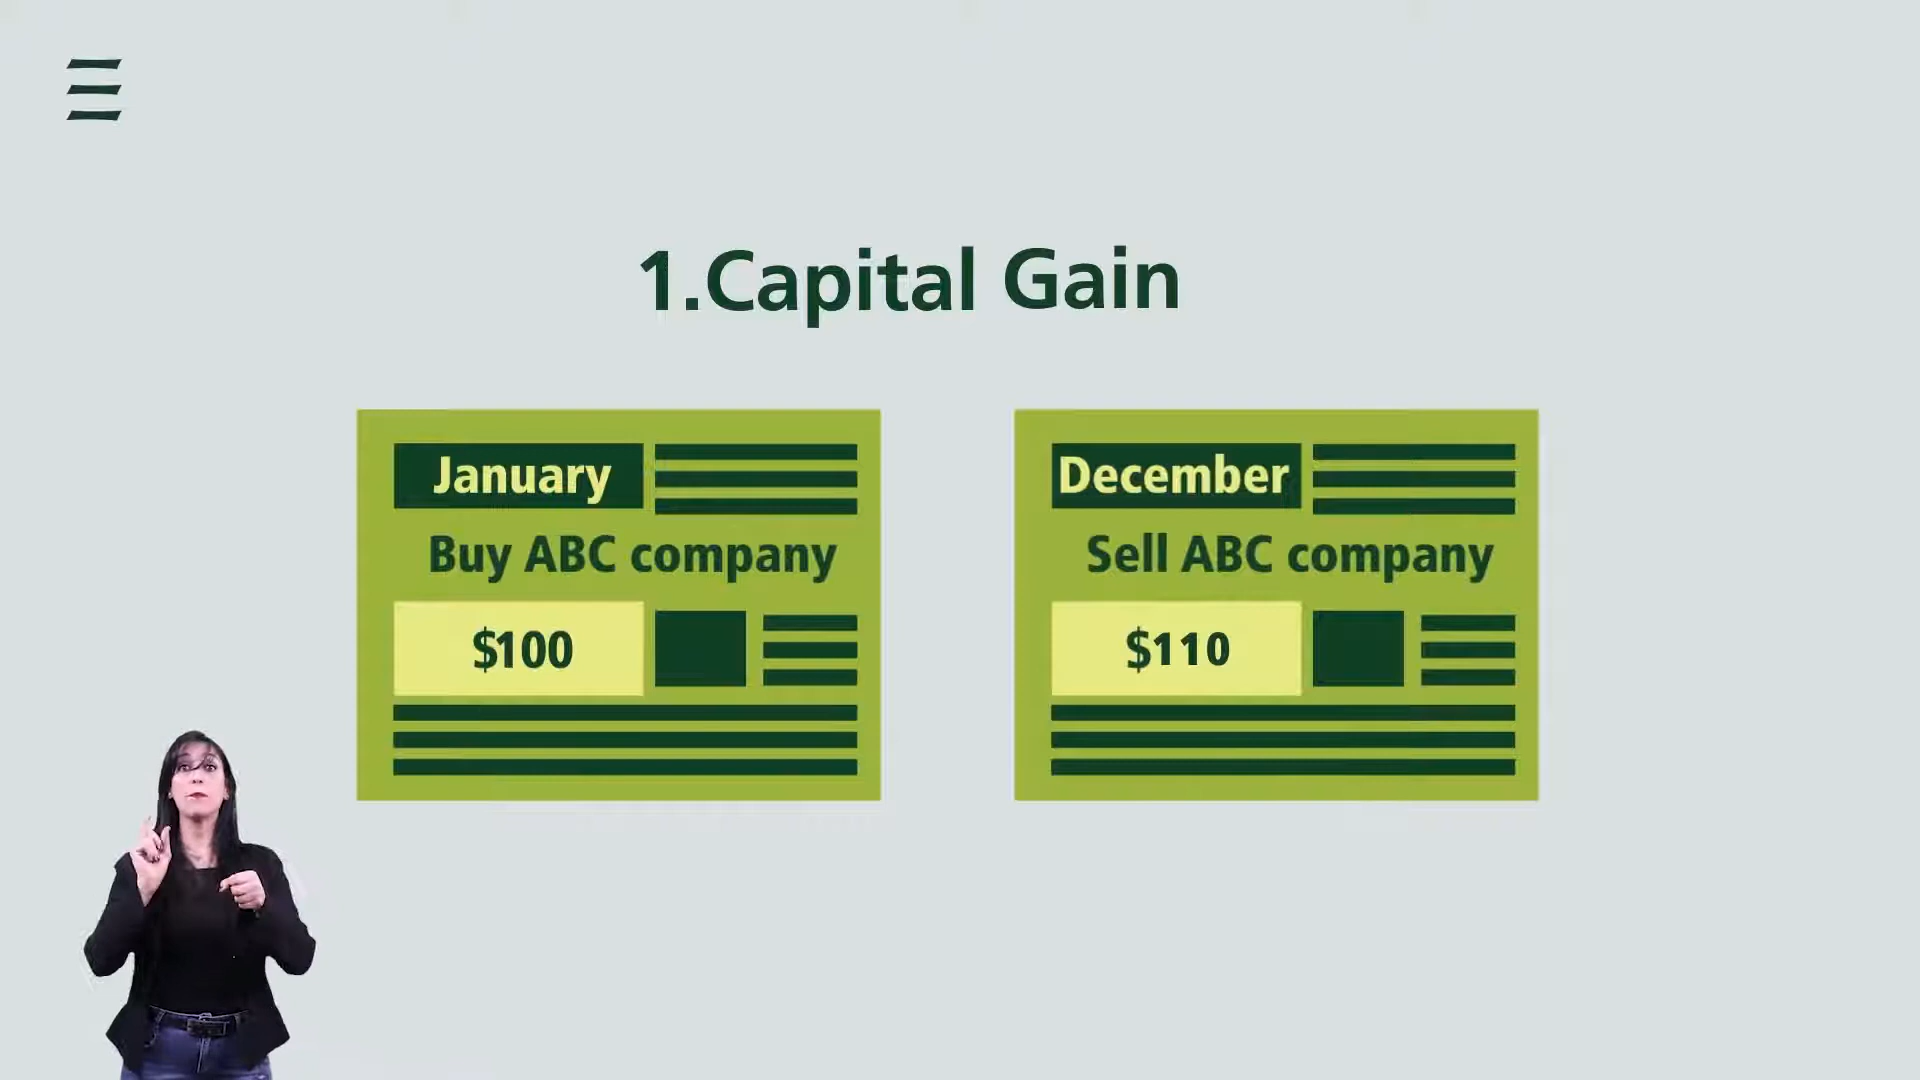 1.Capital Gain
January
Buy ABC company
$100
December
Sell ABC company
$110